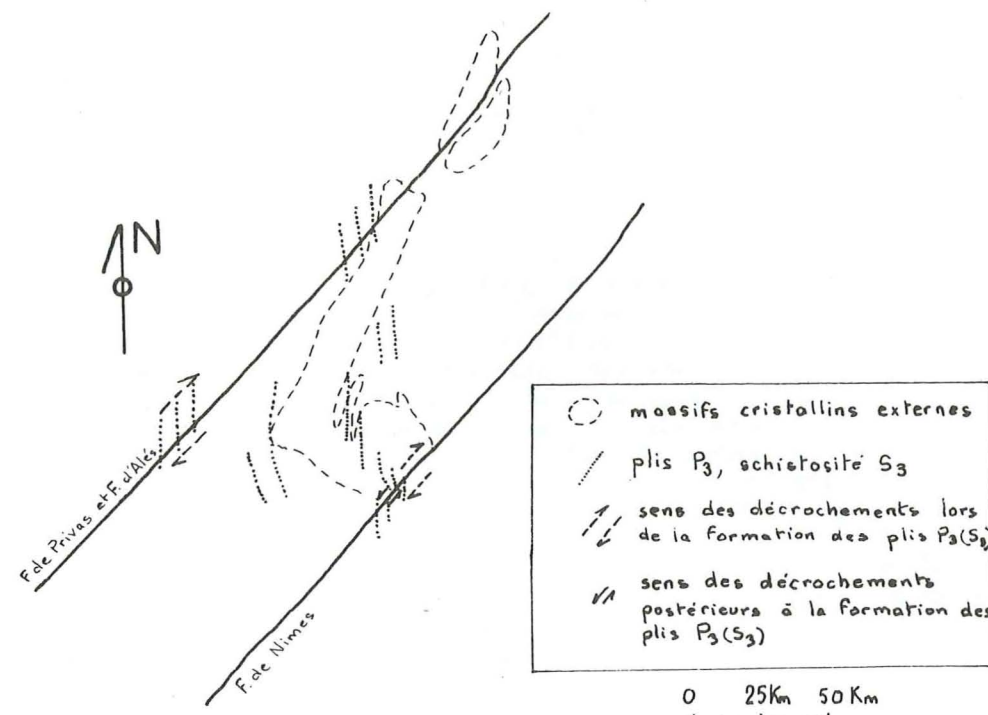 N
F. de Privas et F. d'Alés
F. de Nimes
massifs cristallins externes
plis P3, schistosité S3
sens des décrochements lors
de la formation des plis P3(S3)
sens des décrochements
postérieurs à la formation des
plis P3(S3)
0 25Km 50Km